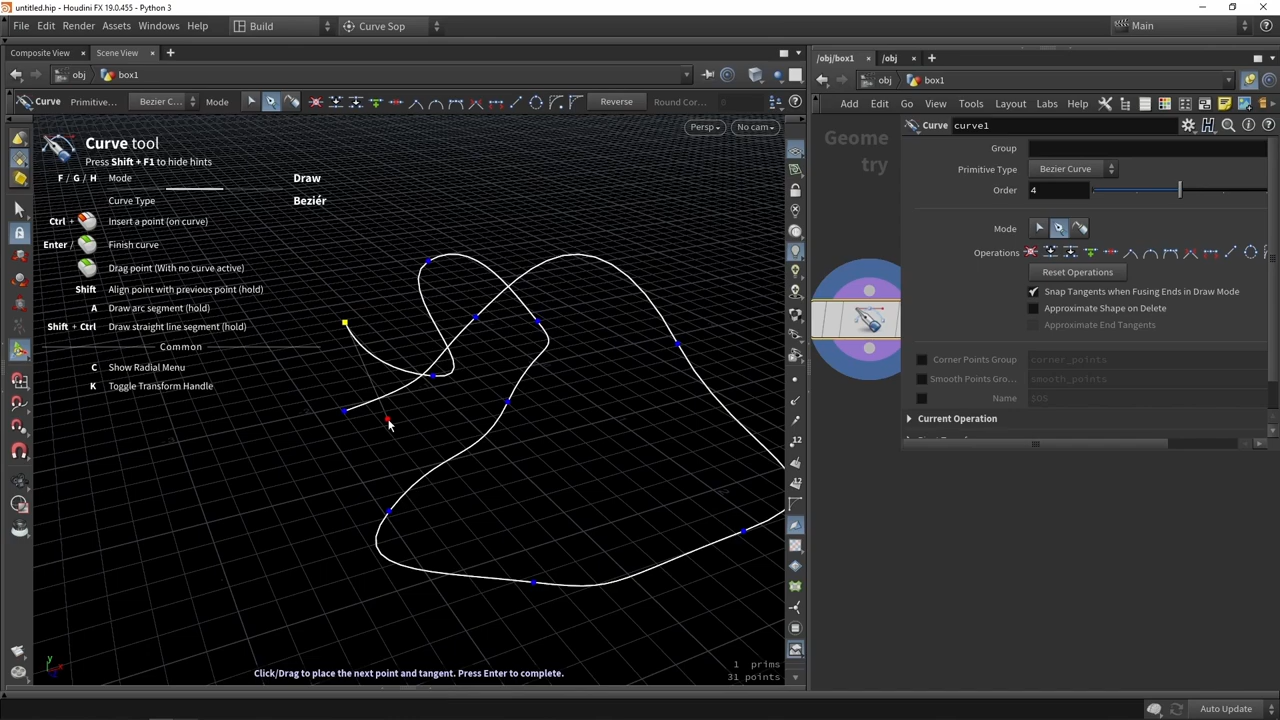 untitled.hip - Houdini FX 19.0.455 - Python 3
File Edit Render Assets Windows Help Build Curve Sop Main
Composite View Scene View
/obj/box1 /obj
obj box1
obj box1
Curve Primitive... Bezier C... Mode Reverse Round Cor... 0
Add Edit Go View Tools Layout Labs Help
Persp No cam
Curve tool
Press Shift + F1 to hide hints
F / G / H Mode Draw
Curve Type Beziér
Ctrl + Insert a point (on curve)
Enter / Finish curve
Drag point (With no curve active)
Shift Align point with previous point (hold)
A Draw arc segment (hold)
Shift + Ctrl Draw straight line segment (hold)
Common
C Show Radial Menu
K Toggle Transform Handle
12
12
y
x
Click/Drag to place the next point and tangent. Press Enter to complete.
1 prims
31 points
Geome
try
Curve curve1
Group
Primitive Type Bezier Curve
Order 4
Mode
Operations
Reset Operations
Snap Tangents when Fusing Ends in Draw Mode
Approximate Shape on Delete
Approximate End Tangents
Corner Points Group corner_points
Smooth Points Gro... smooth_points
Name $OS
Current Operation
Auto Update